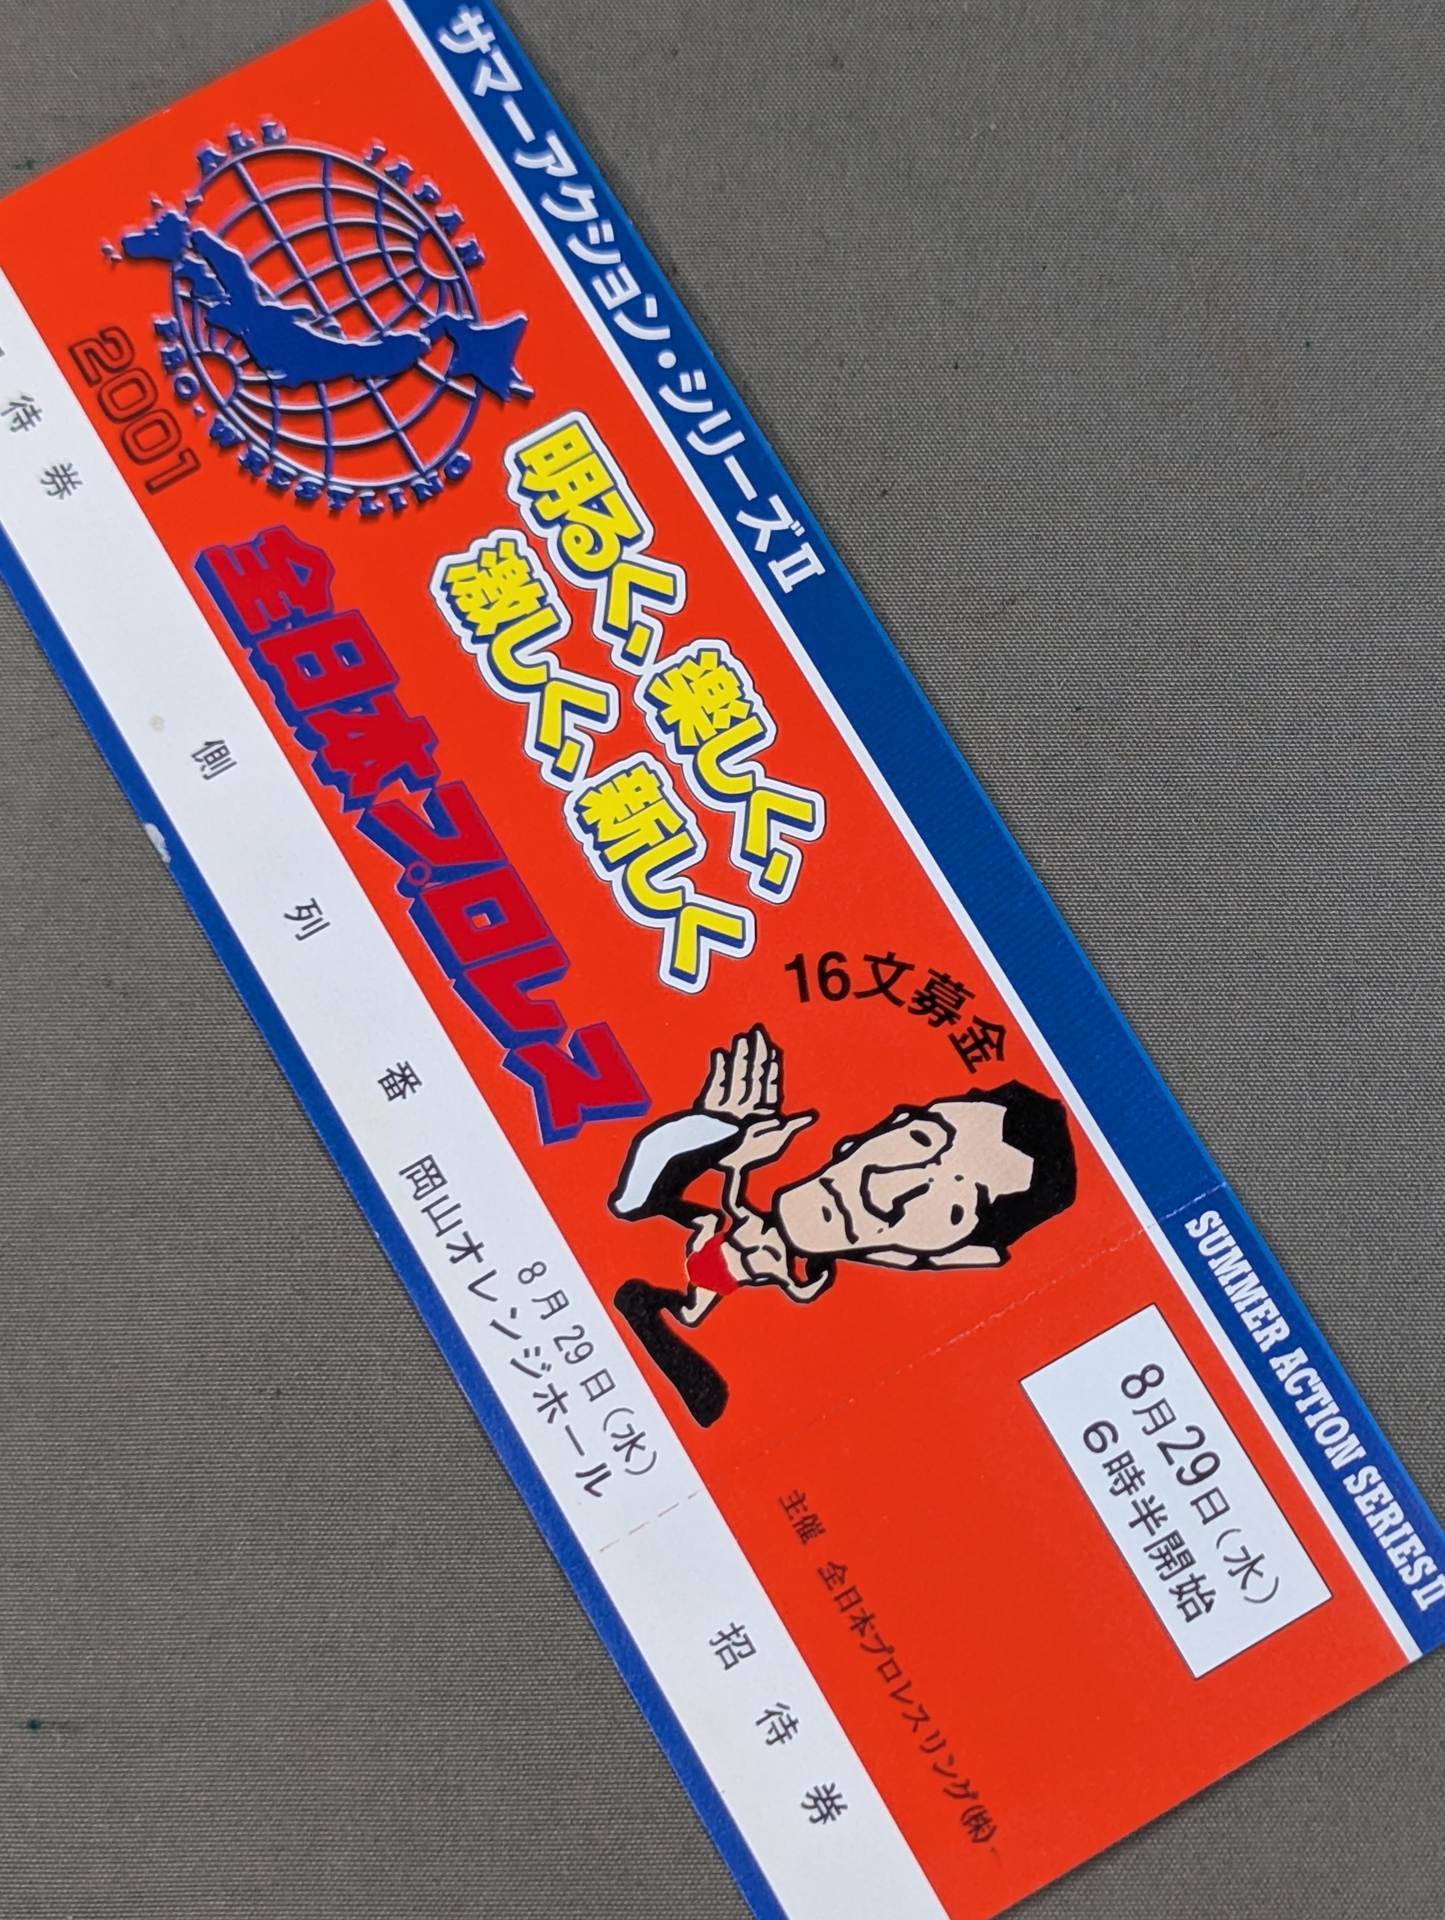 サマーアクション・シリーズⅡ
ALL JAPAN
PRO-WRESTLING
2001
明るく、楽しく、
激しく、新しく
全日本プロレス
16文募金
待券
側
列
番
8月29日(水)
岡山オレンジホール
SUMMER ACTION SERIES Ⅱ
8月29日(水)
6時半開始
主催 全日本プロレスリング(株)
招待券